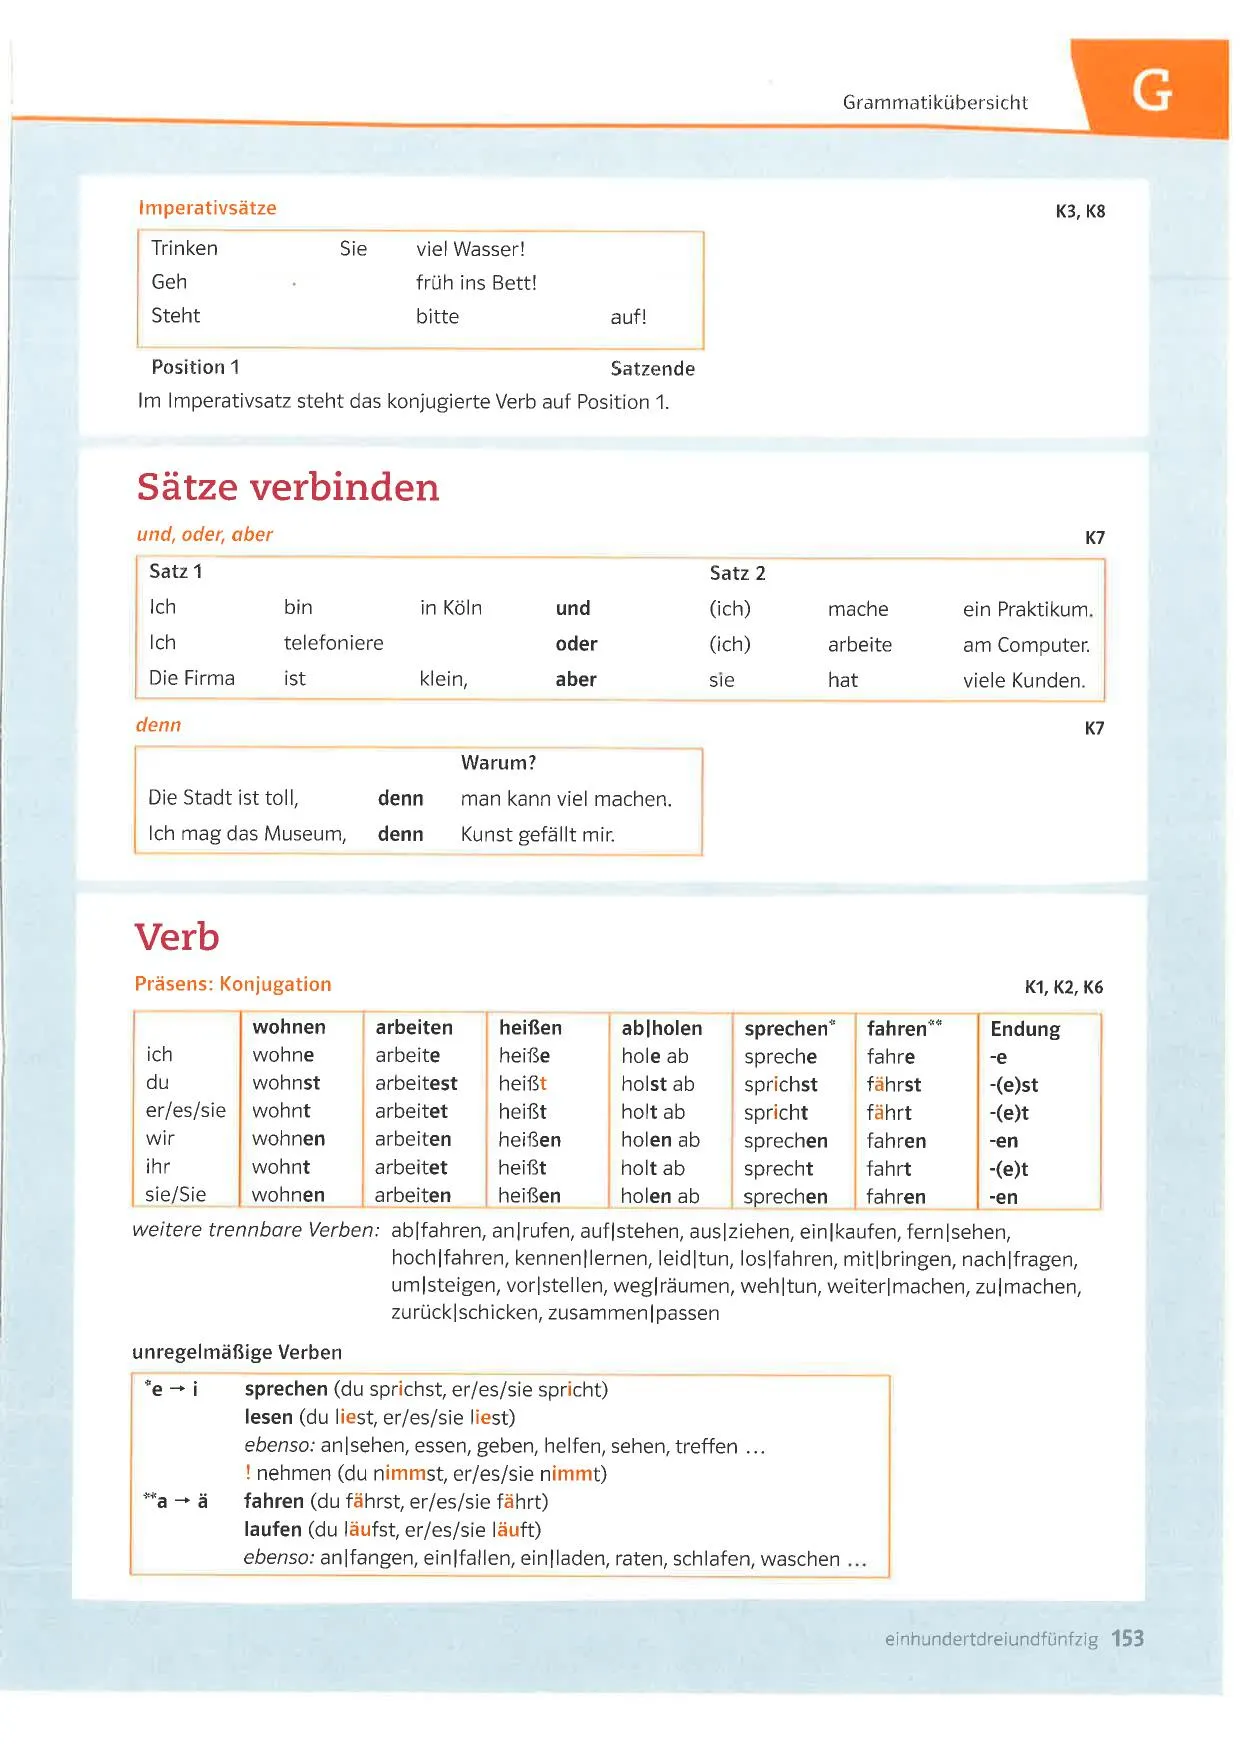 Grammatikübersicht
G
Imperativsätze K3, K8
Trinken Sie viel Wasser!
Geh früh ins Bett!
Steht bitte auf!
Position 1 Satzende
Im Imperativsatz steht das konjugierte Verb auf Position 1.
Sätze verbinden
und, oder, aber K7
Satz 1 Satz 2
Ich bin in Köln und (ich) mache ein Praktikum.
Ich telefoniere oder (ich) arbeite am Computer.
Die Firma ist klein, aber sie hat viele Kunden.
denn K7
Warum?
Die Stadt ist toll, denn man kann viel machen.
Ich mag das Museum, denn Kunst gefällt mir.
Verb
Präsens: Konjugation K1, K2, K6
wohnen arbeiten heißen ab|holen sprechen* fahren** Endung
ich wohne arbeite heiße hole ab spreche fahre -e
du wohnst arbeitest heißt holst ab sprichst fährst -(e)st
er/es/sie wohnt arbeitet heißt holt ab spricht fährt -(e)t
wir wohnen arbeiten heißen holen ab sprechen fahren -en
ihr wohnt arbeitet heißt holt ab sprecht fahrt -(e)t
sie/Sie wohnen arbeiten heißen holen ab sprechen fahren -en
weitere trennbare Verben: ab|fahren, an|rufen, auf|stehen, aus|ziehen, ein|kaufen, fern|sehen,
hoch|fahren, kennen|lernen, leid|tun, los|fahren, mit|bringen, nach|fragen,
um|steigen, vor|stellen, weg|räumen, weh|tun, weiter|machen, zu|machen,
zurück|schicken, zusammen|passen
unregelmäßige Verben
*e → i sprechen (du sprichst, er/es/sie spricht)
lesen (du liest, er/es/sie liest)
ebenso: an|sehen, essen, geben, helfen, sehen, treffen ...
! nehmen (du nimmst, er/es/sie nimmt)
**a → ä fahren (du fährst, er/es/sie fährt)
laufen (du läufst, er/es/sie läuft)
ebenso: an|fangen, ein|fallen, ein|laden, raten, schlafen, waschen ...
einhundertdreiundfünfzig 153